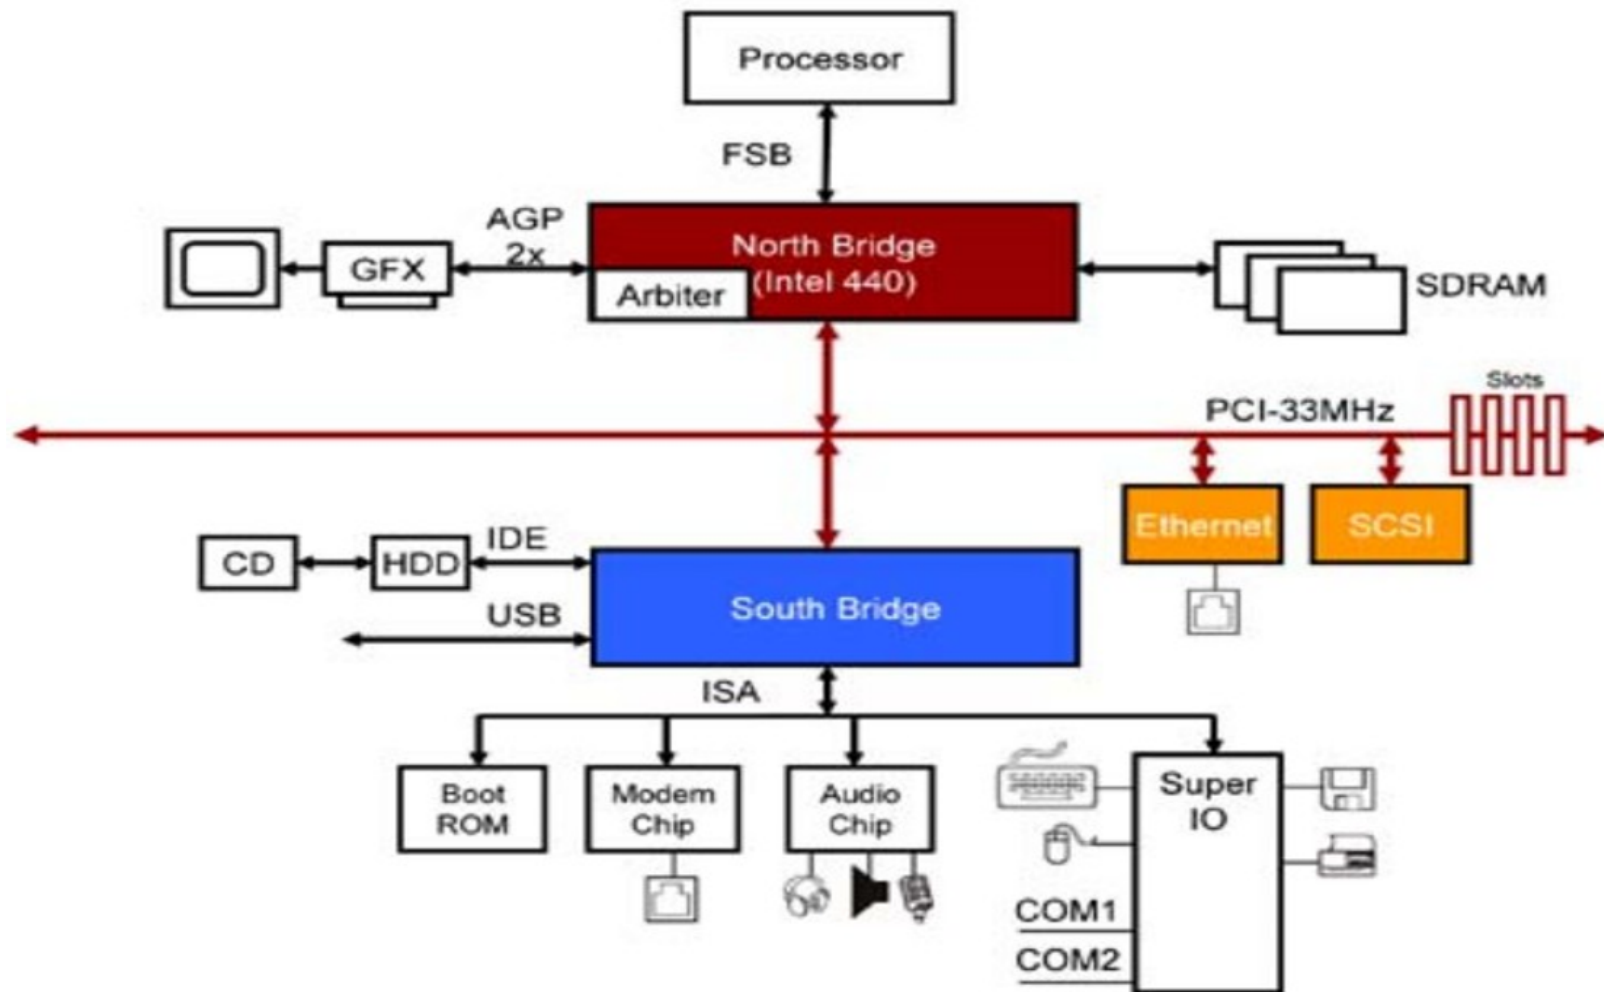 Processor
FSB
AGP
2x
GFX
North Bridge
(Intel 440)
Arbiter
SDRAM
Slots
PCI-33MHz
Ethernet
SCSI
CD
HDD
IDE
USB
South Bridge
ISA
Boot
ROM
Modem
Chip
Audio
Chip
Super
IO
COM1
COM2